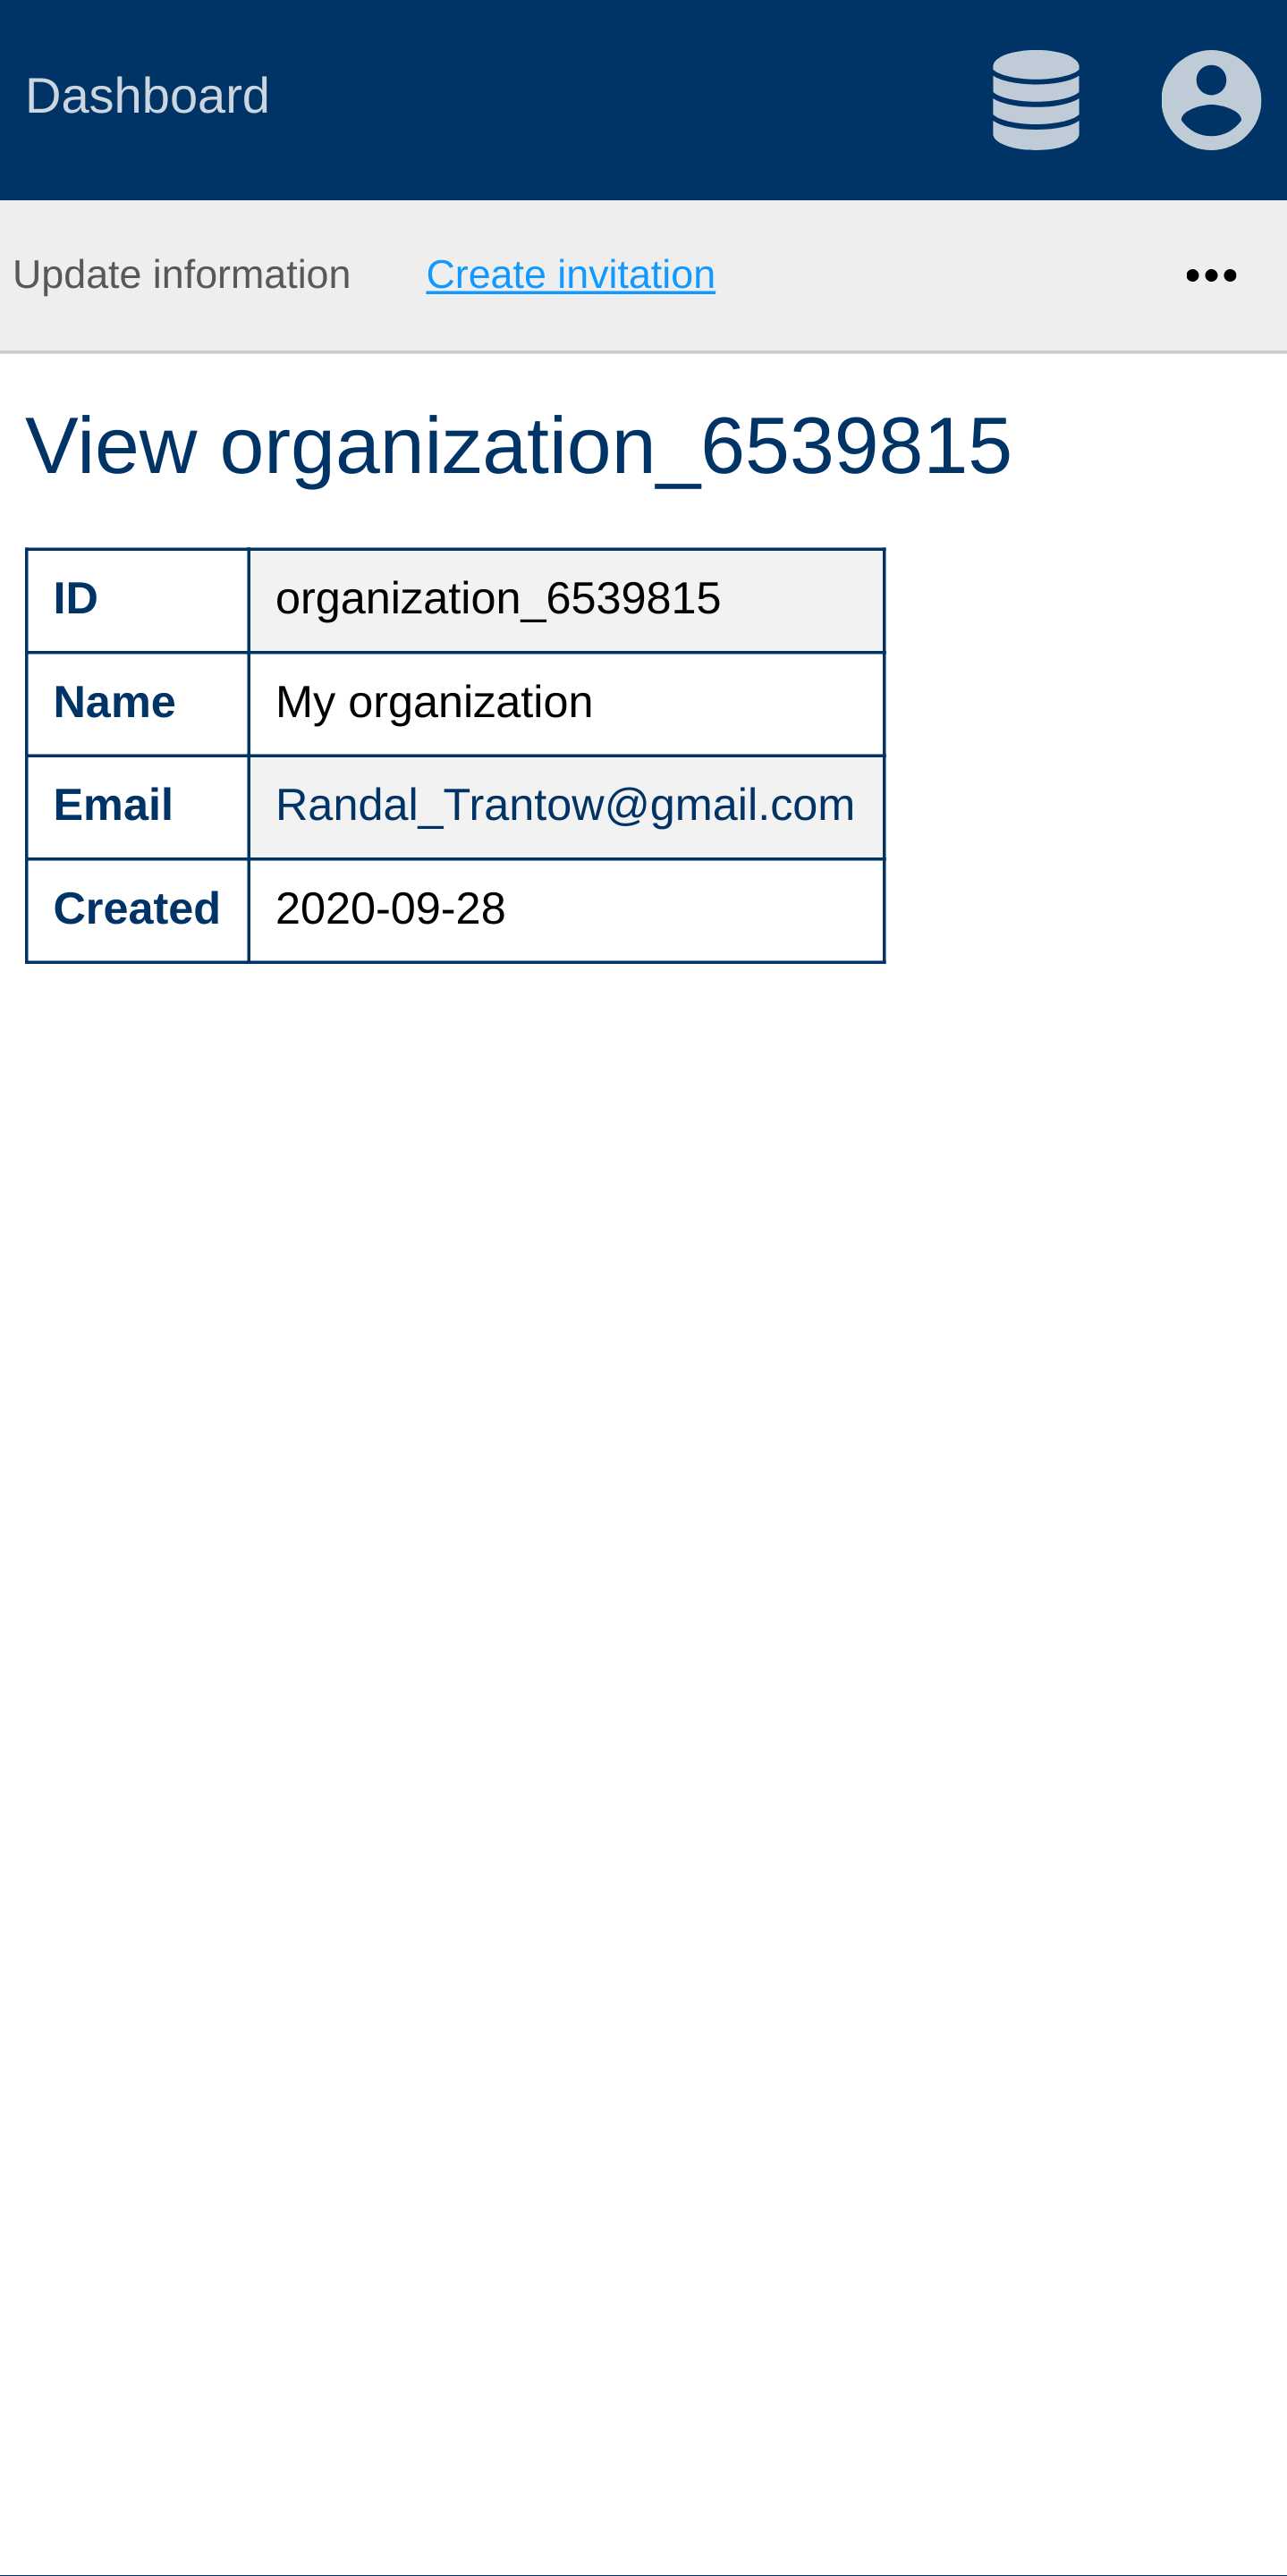 Dashboard
Update information Create invitation
View organization_6539815
ID organization_6539815
Name My organization
Email Randal_Trantow@gmail.com
Created 2020-09-28